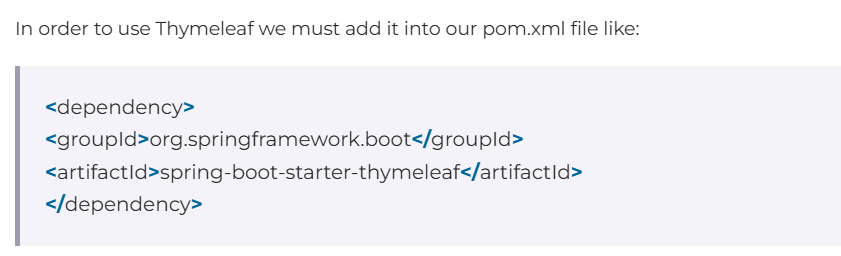 In order to use Thymeleaf we must add it into our pom.xml file like:
<dependency>
<groupId>org.springframework.boot</groupId>
<artifactId>spring-boot-starter-thymeleaf</artifactId>
</dependency>